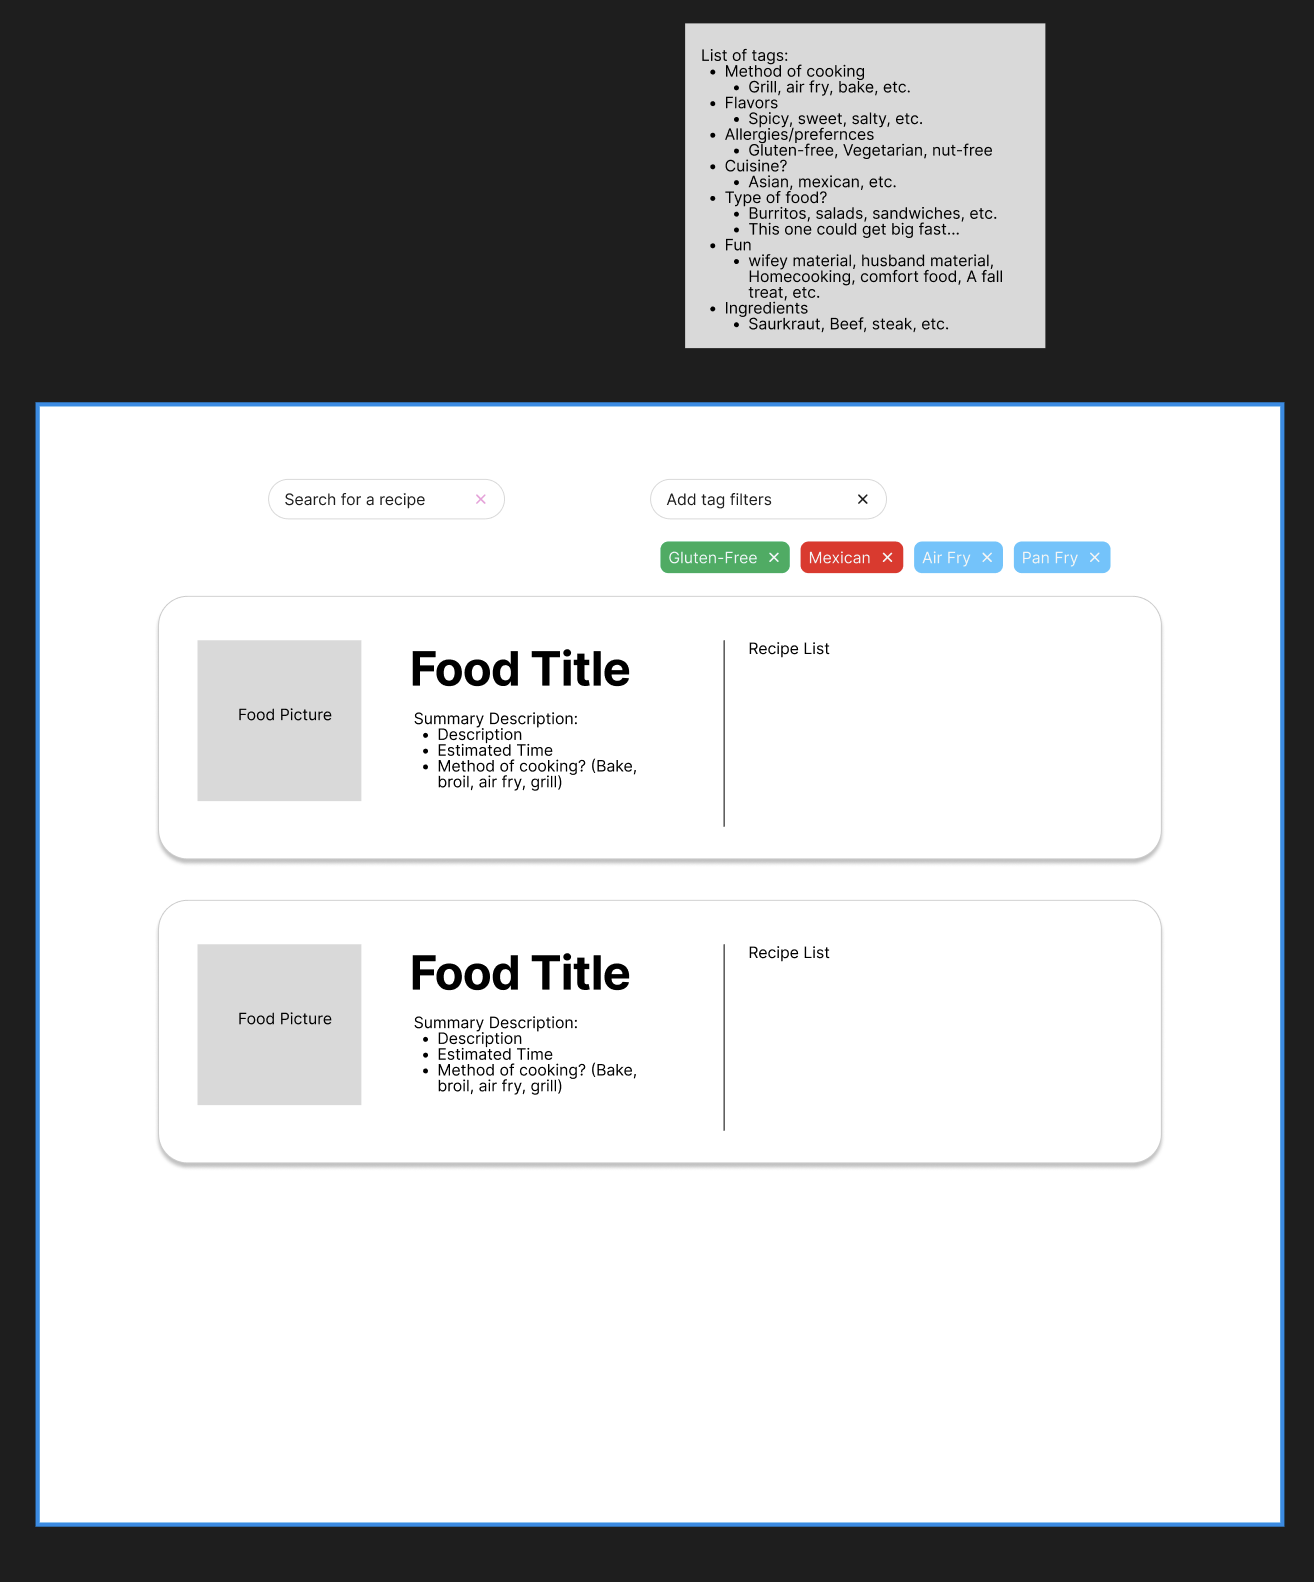 List of tags:
• Method of cooking
• Grill, air fry, bake, etc.
• Flavors
• Spicy, sweet, salty, etc.
• Allergies/prefernces
• Gluten-free, Vegetarian, nut-free
• Cuisine?
• Asian, mexican, etc.
• Type of food?
• Burritos, salads, sandwiches, etc.
• This one could get big fast...
• Fun
• wifey material, husband material,
Homecooking, comfort food, A fall
treat, etc.
• Ingredients
• Saurkraut, Beef, steak, etc.
Search for a recipe ×
Add tag filters ×
Gluten-Free × Mexican × Air Fry × Pan Fry ×
Food Picture
Food Title
Summary Description:
• Description
• Estimated Time
• Method of cooking? (Bake,
broil, air fry, grill)
Recipe List
Food Picture
Food Title
Summary Description:
• Description
• Estimated Time
• Method of cooking? (Bake,
broil, air fry, grill)
Recipe List